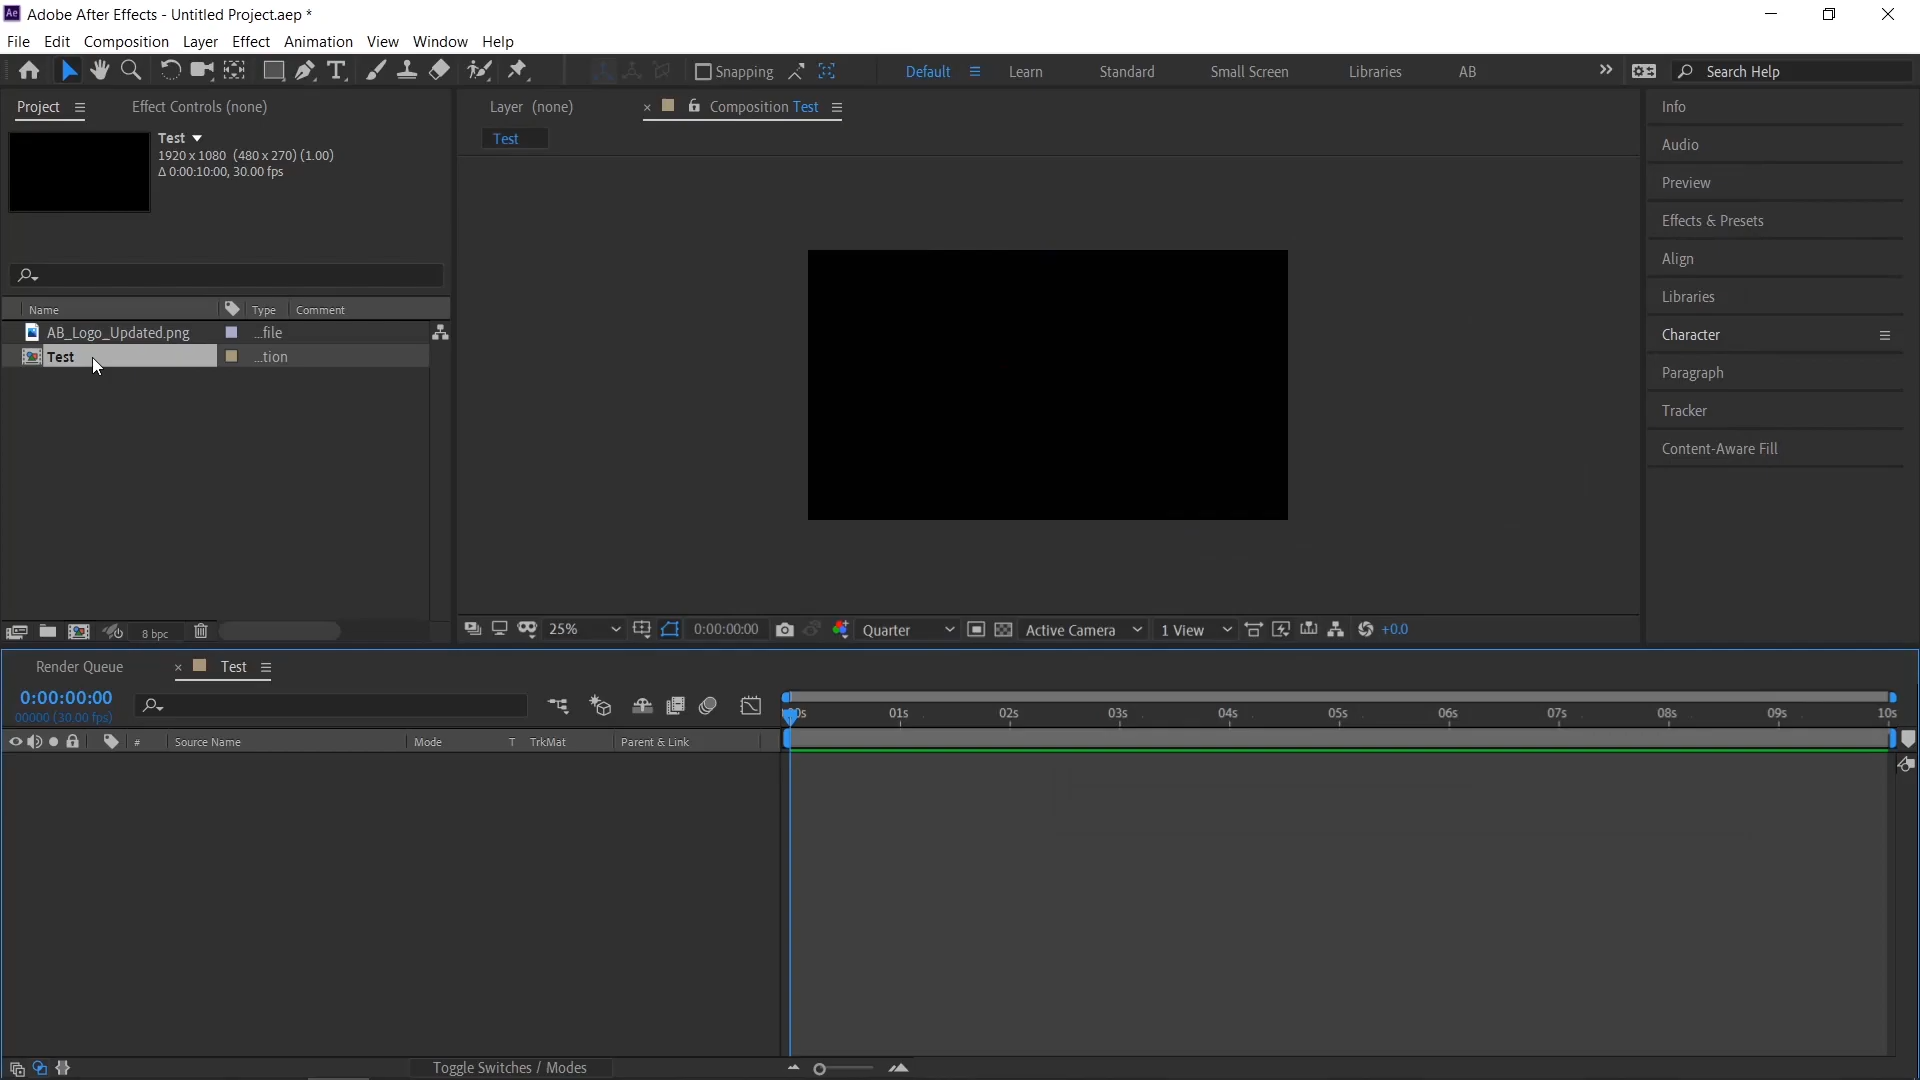 Ae Adobe After Effects - Untitled Project.aep *
File Edit Composition Layer Effect Animation View Window Help
Snapping Default Learn Standard Small Screen Libraries AB Search Help
Project Effect Controls (none) Layer (none) × Composition Test Info
Test
1920 x 1080 (480 x 270) (1.00)
Δ 0:00:10:00, 30.00 fps
Test
Audio
Preview
Effects & Presets
Align
Libraries
Character
Paragraph
Tracker
Content-Aware Fill
Name Type Comment
AB_Logo_Updated.png ...file
Test ...tion
8 bpc 25% 0:00:00:00 Quarter Active Camera 1 View +0.0
Render Queue × Test
0:00:00:00
00000 (30.00 fps)
01s 02s 03s 04s 05s 06s 07s 08s 09s 10s
# Source Name Mode T TrkMat Parent & Link
Toggle Switches / Modes